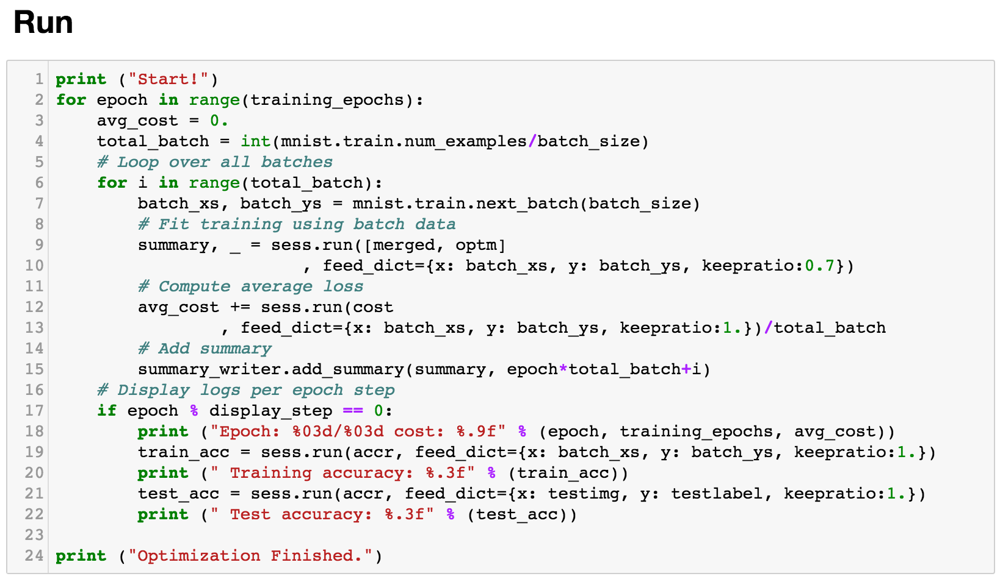 Run
1 print ("Start!")
2 for epoch in range(training_epochs):
3     avg_cost = 0.
4     total_batch = int(mnist.train.num_examples/batch_size)
5     # Loop over all batches
6     for i in range(total_batch):
7         batch_xs, batch_ys = mnist.train.next_batch(batch_size)
8         # Fit training using batch data
9         summary, _ = sess.run([merged, optm]
10                         , feed_dict={x: batch_xs, y: batch_ys, keepratio:0.7})
11         # Compute average loss
12         avg_cost += sess.run(cost
13                 , feed_dict={x: batch_xs, y: batch_ys, keepratio:1.})/total_batch
14         # Add summary
15         summary_writer.add_summary(summary, epoch*total_batch+i)
16     # Display logs per epoch step
17     if epoch % display_step == 0:
18         print ("Epoch: %03d/%03d cost: %.9f" % (epoch, training_epochs, avg_cost))
19         train_acc = sess.run(accr, feed_dict={x: batch_xs, y: batch_ys, keepratio:1.})
20         print (" Training accuracy: %.3f" % (train_acc))
21         test_acc = sess.run(accr, feed_dict={x: testimg, y: testlabel, keepratio:1.})
22         print (" Test accuracy: %.3f" % (test_acc))
23
24 print ("Optimization Finished.")